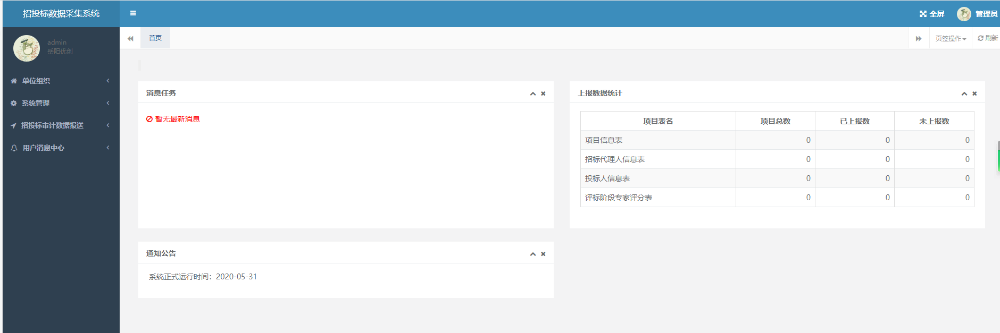 招投标数据采集系统
全屏
管理员
admin
岳阳优创
首页
页签操作
刷新
单位组织
系统管理
招投标审计数据报送
用户消息中心
消息任务
暂无最新消息
上报数据统计
项目表名 项目总数 已上报数 未上报数
项目信息表 0 0 0
招标代理人信息表 0 0 0
投标人信息表 0 0 0
评标阶段专家评分表 0 0 0
通知公告
系统正式运行时间：2020-05-31